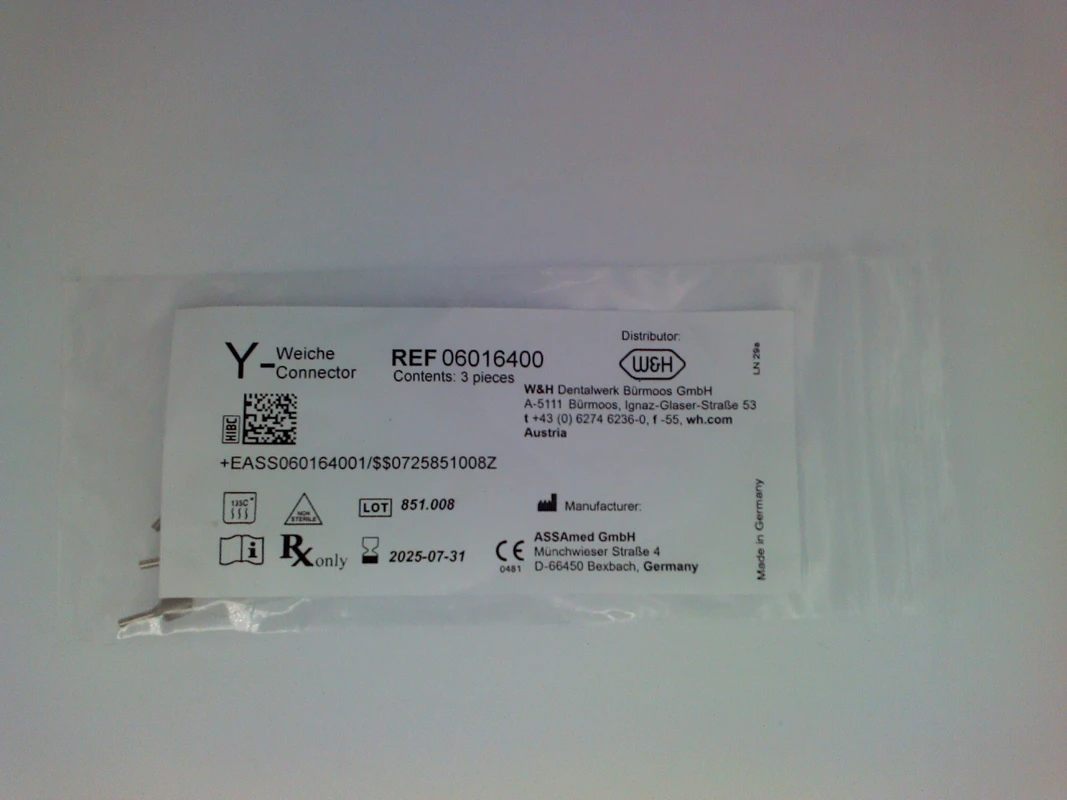 Y-Weiche
Connector
REF 06016400
Contents: 3 pieces
Distributor:
W&H
W&H Dentalwerk Bürmoos GmbH
A-5111 Bürmoos, Ignaz-Glaser-Straße 53
t +43 (0) 6274 6236-0, f -55, wh.com
Austria
LN 29e
HIBC
+EASS060164001/$$0725851008Z
135C°
NON
STERILE
LOT 851.008
Rx only
2025-07-31
CE
0481
Manufacturer:
ASSAmed GmbH
Münchwieser Straße 4
D-66450 Bexbach, Germany
Made in Germany